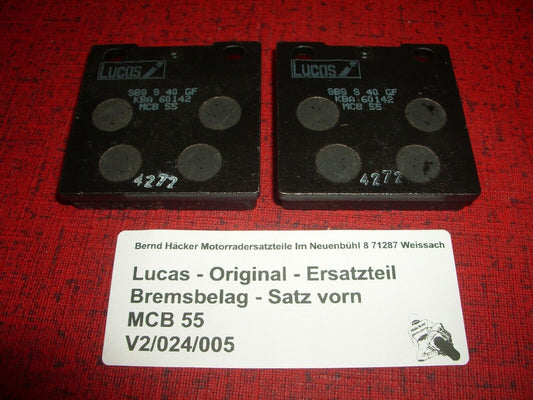 Lucas
SBS S 40 GF
KBA 60142
MCB 55
4272
Lucas
SBS S 40 GF
KBA 60142
MCB 55
4272
Bernd Häcker Motorradersatzteile Im Neuenbühl 8 71287 Weissach
Lucas - Original - Ersatzteil
Bremsbelag - Satz vorn
MCB 55
V2/024/005